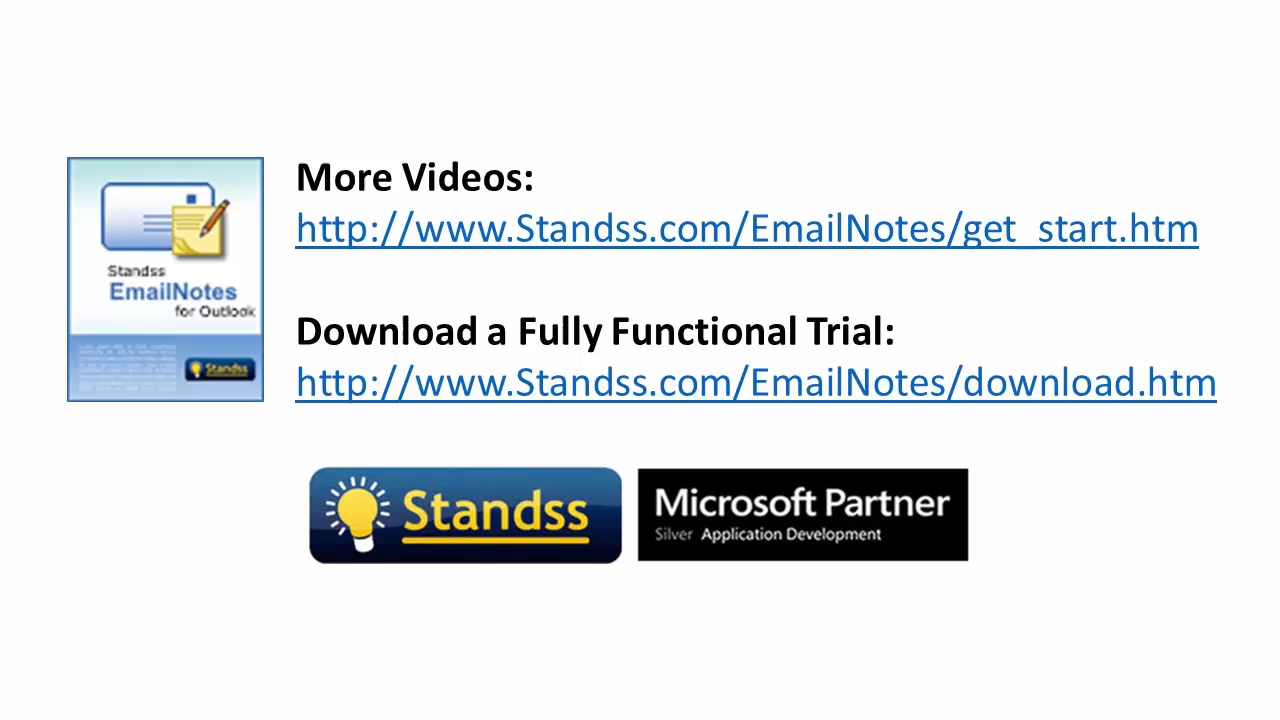 More Videos:
http://www.Standss.com/EmailNotes/get_start.htm
Standss
EmailNotes
for Outlook
Standss
Download a Fully Functional Trial:
http://www.Standss.com/EmailNotes/download.htm
Standss
Microsoft Partner
Silver Application Development